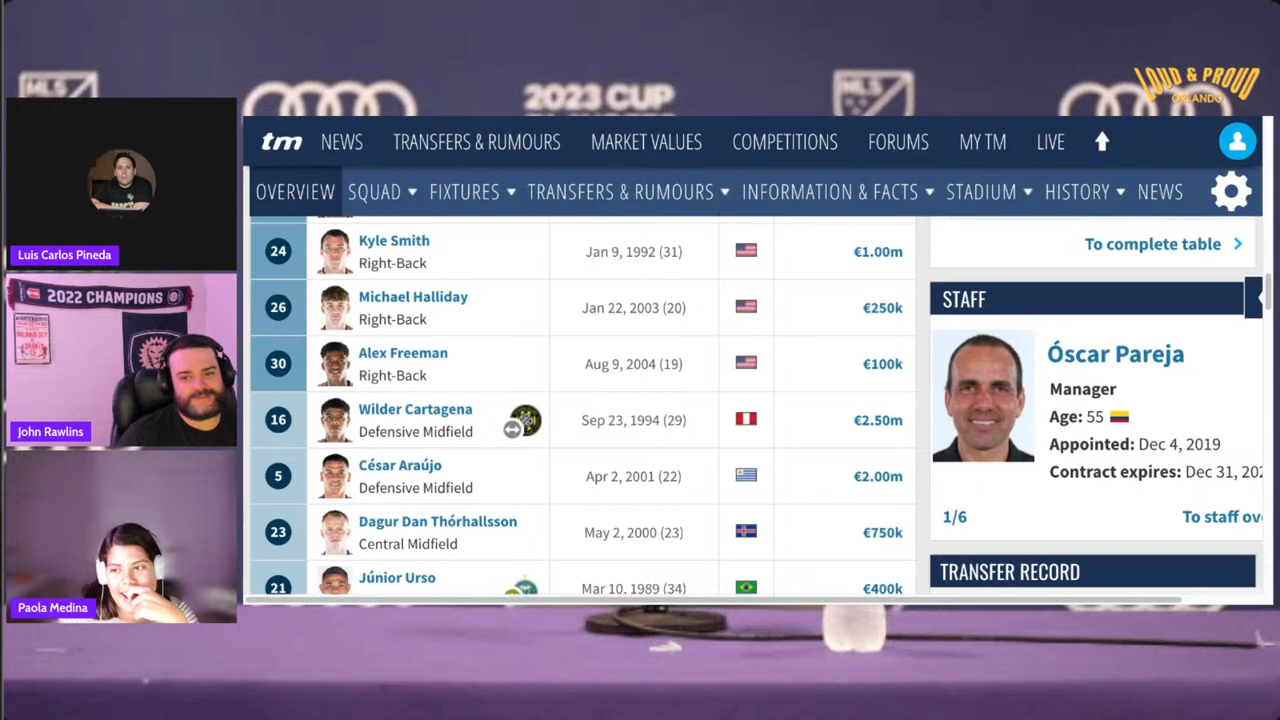 MLS
2023 CUP
MLS
LOUD & PROUD
ORLANDO
tm NEWS TRANSFERS & RUMOURS MARKET VALUES COMPETITIONS FORUMS MY TM LIVE
OVERVIEW SQUAD FIXTURES TRANSFERS & RUMOURS INFORMATION & FACTS STADIUM HISTORY NEWS
24 Kyle Smith Jan 9, 1992 (31) €1.00m
Right-Back
26 Michael Halliday Jan 22, 2003 (20) €250k
Right-Back
30 Alex Freeman Aug 9, 2004 (19) €100k
Right-Back
16 Wilder Cartagena Sep 23, 1994 (29) €2.50m
Defensive Midfield
5 César Araújo Apr 2, 2001 (22) €2.00m
Defensive Midfield
23 Dagur Dan Thórhallsson May 2, 2000 (23) €750k
Central Midfield
21 Júnior Urso Mar 10, 1989 (34) €400k
To complete table
STAFF
Óscar Pareja
Manager
Age: 55
Appointed: Dec 4, 2019
Contract expires: Dec 31, 202
1/6 To staff ov
TRANSFER RECORD
Luis Carlos Pineda
2022 CHAMPIONS
John Rawlins
Paola Medina